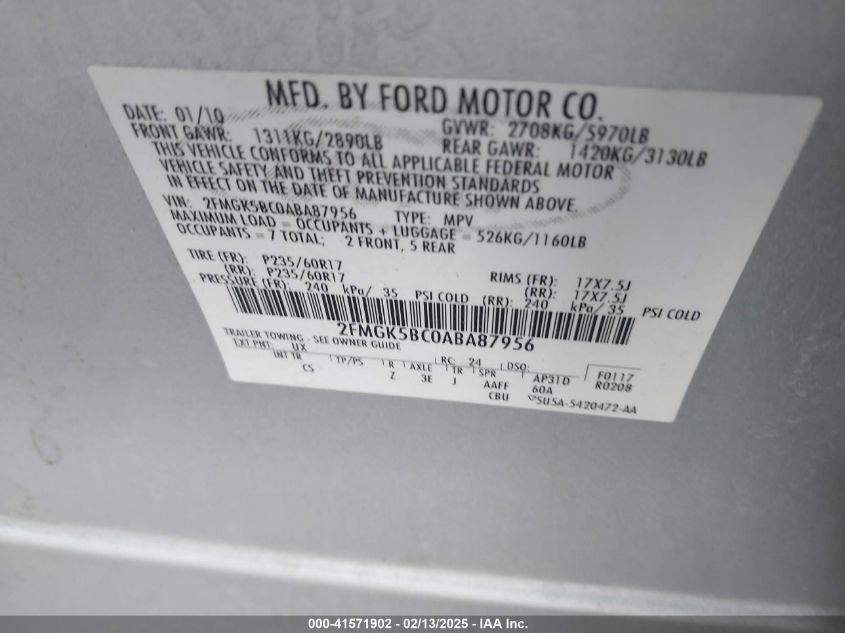 MFD. BY FORD MOTOR CO.
DATE: 01/10 GVWR: 2708KG/5970LB
FRONT GAWR: 1311KG/2890LB REAR GAWR: 1420KG/3130LB
THIS VEHICLE CONFORMS TO ALL APPLICABLE FEDERAL MOTOR
VEHICLE SAFETY AND THEFT PREVENTION STANDARDS
IN EFFECT ON THE DATE OF MANUFACTURE SHOWN ABOVE.
VIN: 2FMGK5BC0ABA87956 TYPE: MPV
MAXIMUM LOAD = OCCUPANTS + LUGGAGE = 526KG/1160LB
OCCUPANTS = 7 TOTAL; 2 FRONT, 5 REAR
TIRE (FR): P235/60R17 RIMS (FR): 17X7.5J
(RR): P235/60R17 (RR): 17X7.5J
PRESSURE (FR): 240 kPa/ 35 PSI COLD (RR): 240 kPa/ 35 PSI COLD
2FMGK5BC0ABA87956
TRAILER TOWING - SEE OWNER GUIDE
EXT PNT: UX RC: 24 DSO: F0117
INT TR TP/PS R AXLE TR SPR AP31D R0208
CS Z 3E J AAFF 60A
CBU ▽5U5A-5420472-AA
000-41571902 - 02/13/2025 - IAA Inc.